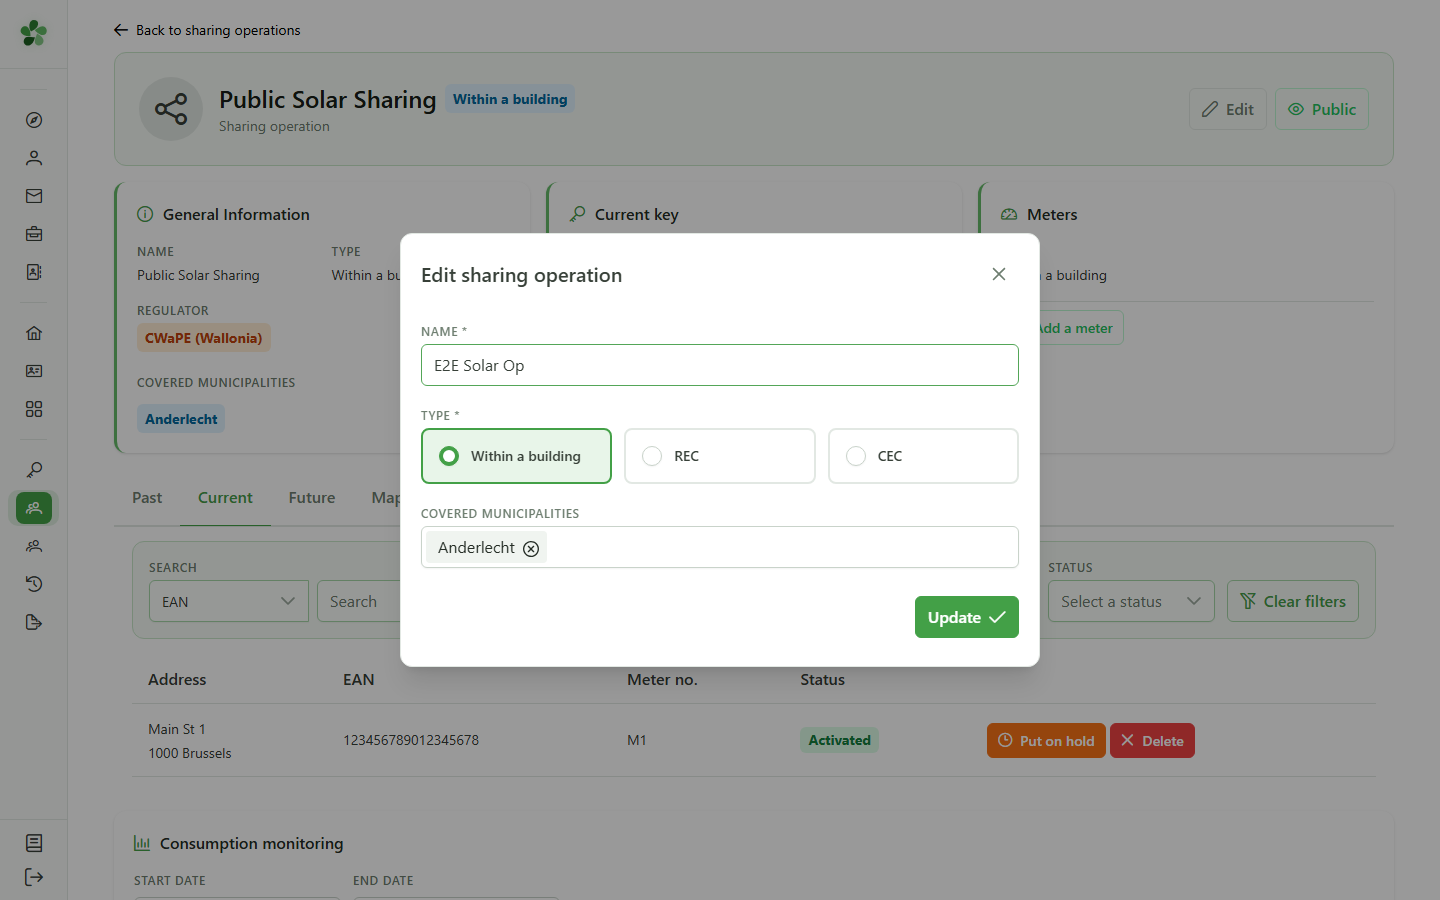 Back to sharing operations
Public Solar Sharing
Within a building
Sharing operation
Edit
Public
General Information
NAME
TYPE
Public Solar Sharing
Within a bu
REGULATOR
CWaPE (Wallonia)
COVERED MUNICIPALITIES
Anderlecht
Current key
Meters
a building
Add a meter
Edit sharing operation
NAME *
E2E Solar Op
TYPE *
Within a building
REC
CEC
COVERED MUNICIPALITIES
Anderlecht
Update
Past
Current
Future
Map
SEARCH
EAN
Search
STATUS
Select a status
Clear filters
Address
EAN
Meter no.
Status
Main St 1
1000 Brussels
123456789012345678
M1
Activated
Put on hold
Delete
Consumption monitoring
START DATE
END DATE